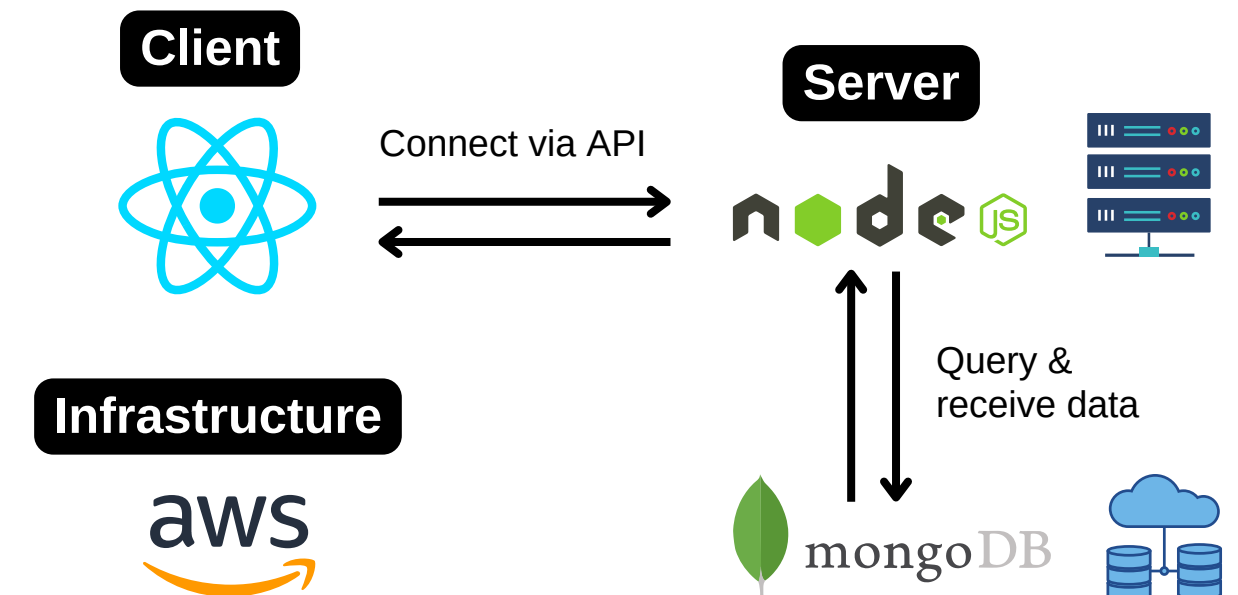 Client
Server
Connect via API
node
JS
Query &
receive data
Infrastructure
aws
mongoDB